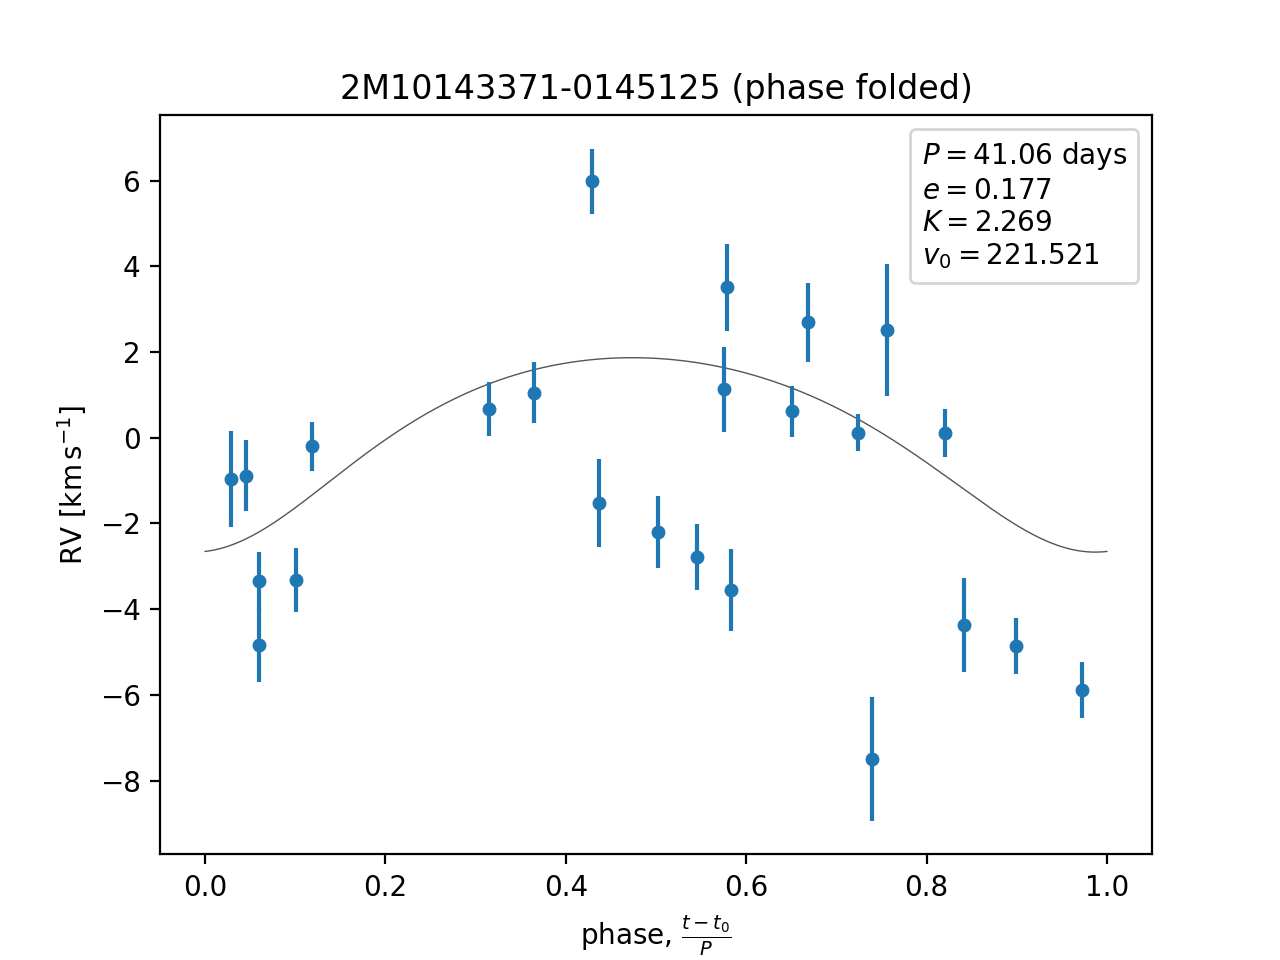 2M10143371-0145125 (phase folded)
P = 41.06 days
e = 0.177
K = 2.269
v₀ = 221.521
RV [km s⁻¹]
6
4
2
0
−2
−4
−6
−8
0.0 0.2 0.4 0.6 0.8 1.0
phase, (t − t₀)/P